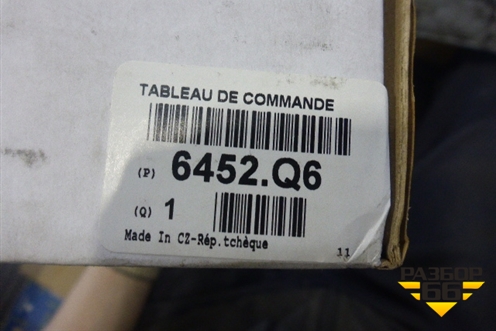 TABLEAU DE COMMANDE
(P) 6452.Q6
(Q) 1
Made In CZ-Rép.tchèque
11
РАЗБОР
66